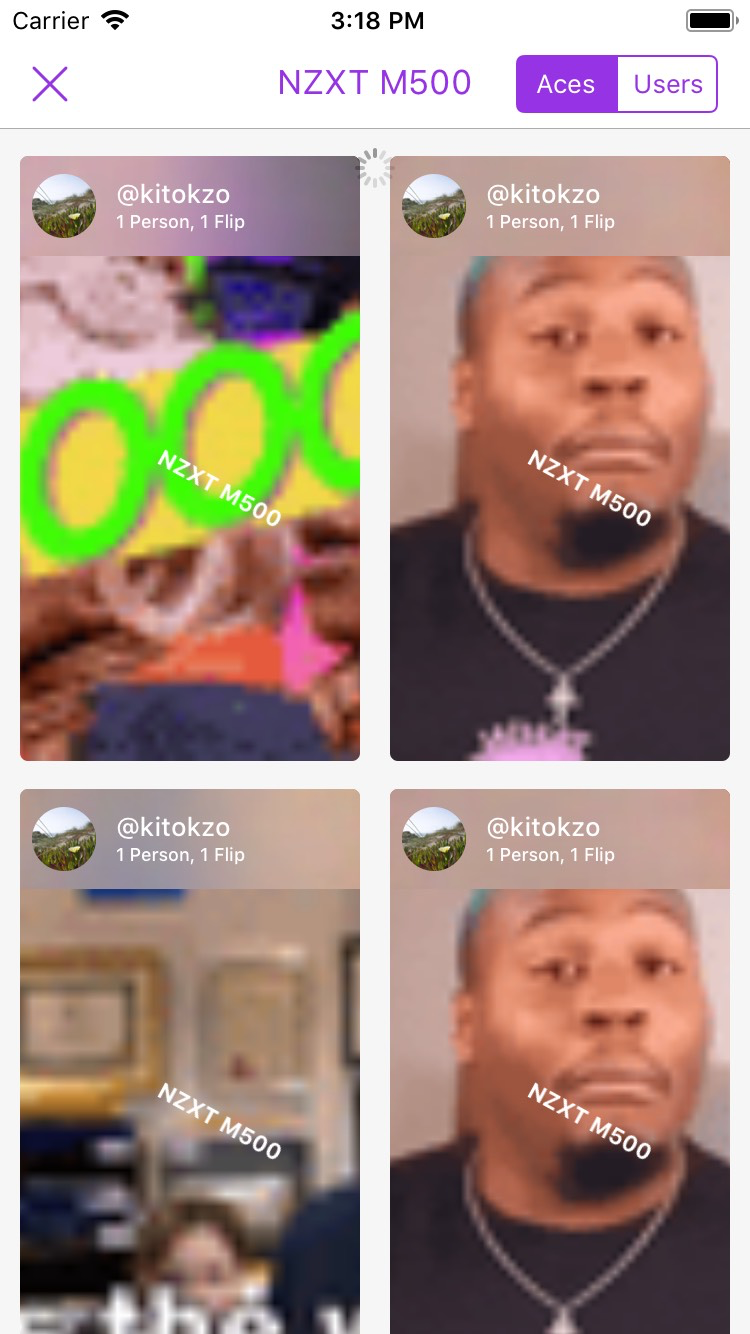 Carrier 3:18 PM
NZXT M500 Aces Users
@kitokzo
1 Person, 1 Flip
NZXT M500
@kitokzo
1 Person, 1 Flip
NZXT M500
@kitokzo
1 Person, 1 Flip
NZXT M500
the
@kitokzo
1 Person, 1 Flip
NZXT M500